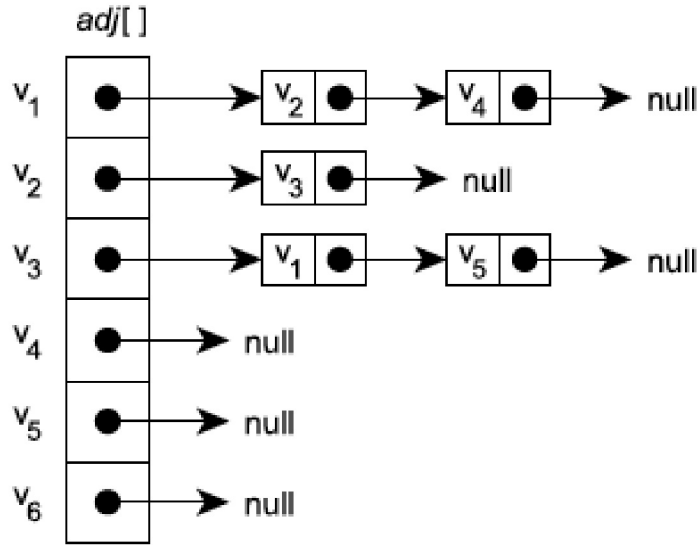 adj[ ]
v1 v2 v4 null
v2 v3 null
v3 v1 v5 null
v4 null
v5 null
v6 null